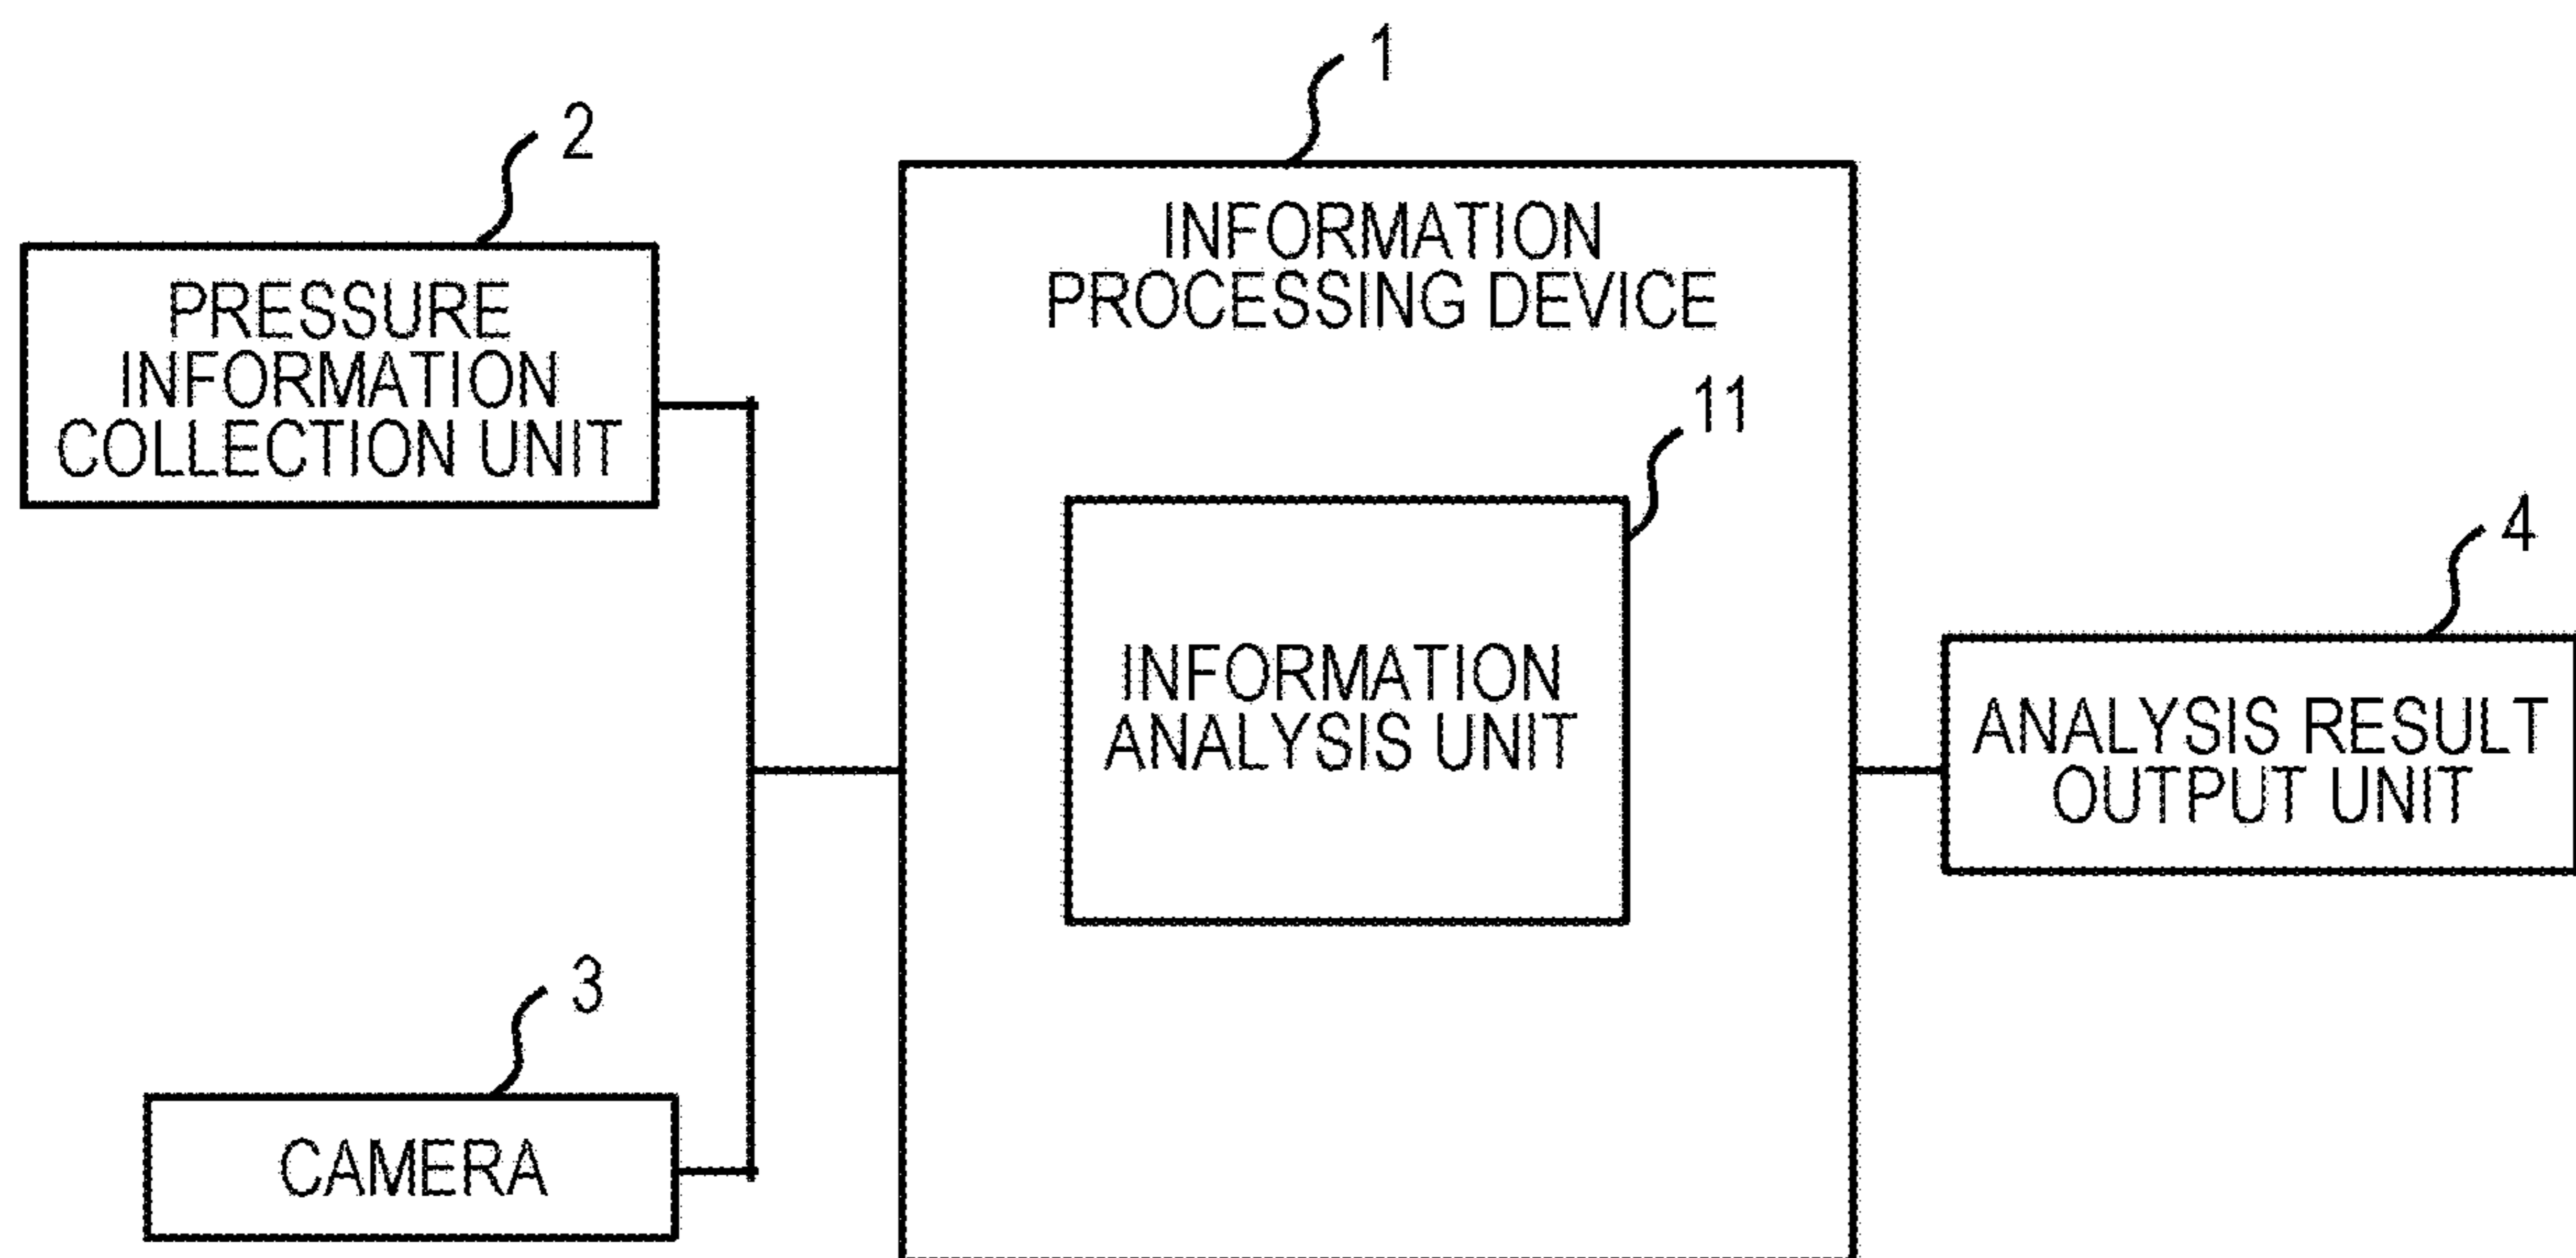 1
2
INFORMATION
PROCESSING DEVICE
PRESSURE
INFORMATION
COLLECTION UNIT
11
INFORMATION
ANALYSIS UNIT
4
ANALYSIS RESULT
OUTPUT UNIT
3
CAMERA